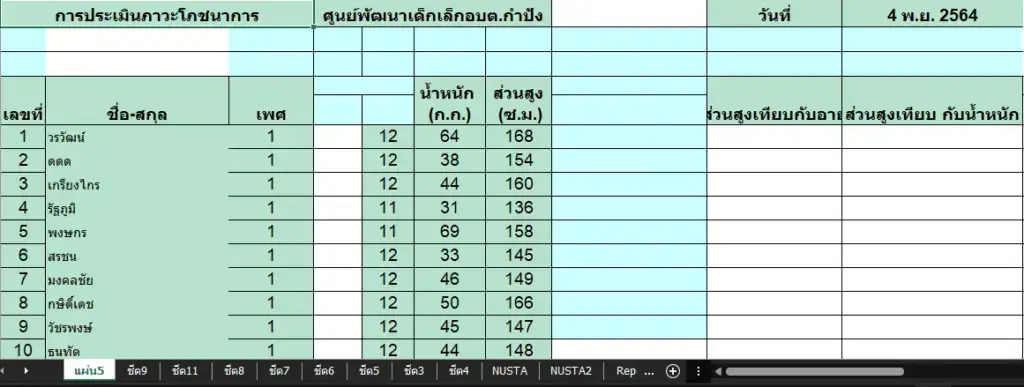 การประเมินภาวะโภชนาการ ศูนย์พัฒนาเด็กเล็กอบต.กำปัง วันที่ 4 พ.ย. 2564
เลขที่ ชื่อ-สกุล เพศ น้ำหนัก (ก.ก.) ส่วนสูง (ซ.ม.) ส่วนสูงเทียบกับอายุ ส่วนสูงเทียบ กับน้ำหนัก
1 วรวัฒน์ 1 12 64 168
2 ตตต 1 12 38 154
3 เกรียงไกร 1 12 44 160
4 รัฐภูมิ 1 11 31 136
5 พงษกร 1 11 69 158
6 สรชน 1 12 33 145
7 มงคลชัย 1 12 46 149
8 กษิดิ์เดช 1 12 50 166
9 วัชรพงษ์ 1 12 45 147
10 ธนทัต 1 12 44 148
แผ่น5 ชีต9 ชีต11 ชีต8 ชีต7 ชีต6 ชีต5 ชีต3 ชีต4 NUSTA NUSTA2 Rep ...